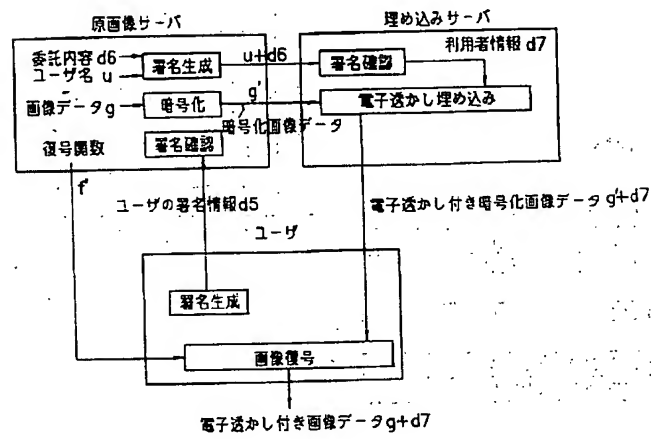 原画像サーバ
埋め込みサーバ
委託内容 d6
ユーザ名 u
署名生成
u+d6
署名確認
利用者情報 d7
画像データg
暗号化
g'
電子透かし埋め込み
暗号化画像データ
復号関数
署名確認
f'
ユーザの署名情報d5
電子透かし付き暗号化画像データ g'+d7
ユーザ
署名生成
画像復号
電子透かし付き画像データg+d7